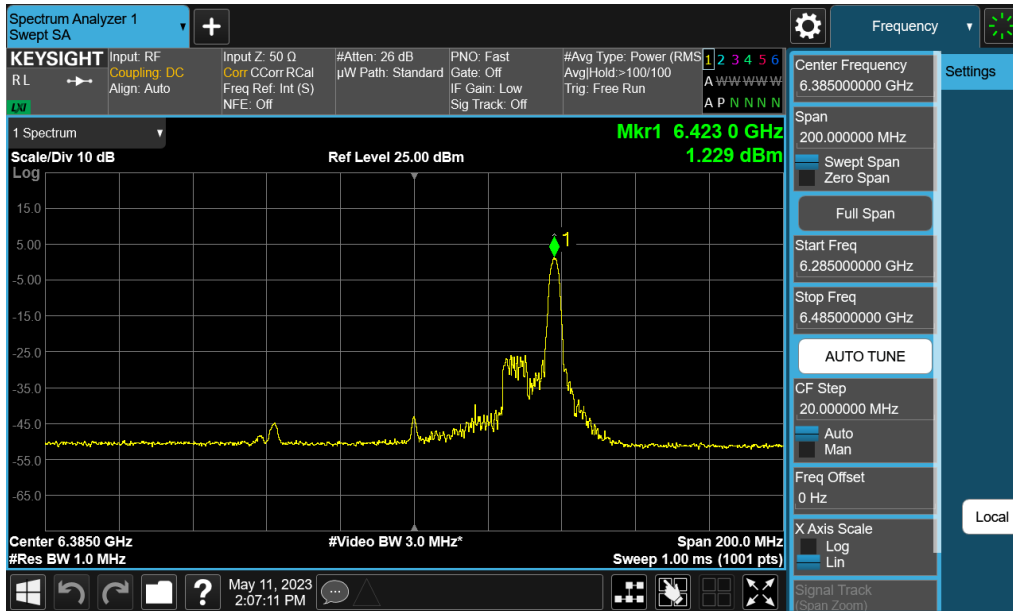 Spectrum Analyzer 1
Swept SA
+
Frequency
KEYSIGHT
R L
LXI
Input: RF
Coupling: DC
Align: Auto
Input Z: 50 Ω
Corr CCorr RCal
Freq Ref: Int (S)
NFE: Off
#Atten: 26 dB
µW Path: Standard
PNO: Fast
Gate: Off
IF Gain: Low
Sig Track: Off
#Avg Type: Power (RMS
Avg|Hold:>100/100
Trig: Free Run
1 2 3 4 5 6
A W W W W W
A P N N N N
1 Spectrum
Mkr1 6.423 0 GHz
Scale/Div 10 dB
Ref Level 25.00 dBm
1.229 dBm
Log
15.0
5.00
-5.00
-15.0
-25.0
-35.0
-45.0
-55.0
-65.0
1
Center 6.3850 GHz
#Video BW 3.0 MHz*
Span 200.0 MHz
#Res BW 1.0 MHz
Sweep 1.00 ms (1001 pts)
Center Frequency
6.385000000 GHz
Settings
Span
200.000000 MHz
Swept Span
Zero Span
Full Span
Start Freq
6.285000000 GHz
Stop Freq
6.485000000 GHz
AUTO TUNE
CF Step
20.000000 MHz
Auto
Man
Freq Offset
0 Hz
Local
X Axis Scale
Log
Lin
Signal Track
(Span Zoom)
?
May 11, 2023
2:07:11 PM